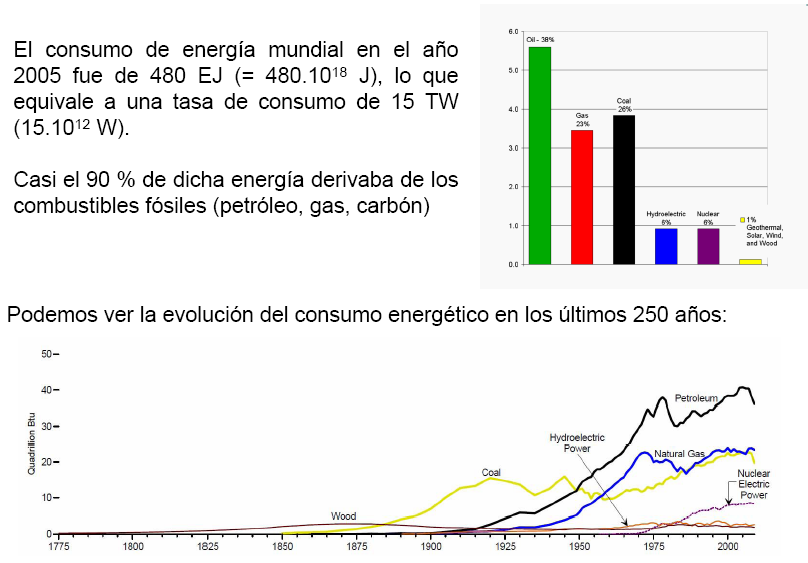 El consumo de energía mundial en el año
2005 fue de 480 EJ (= 480.10¹⁸ J), lo que
equivale a una tasa de consumo de 15 TW
(15.10¹² W).
Casi el 90 % de dicha energía derivaba de los
combustibles fósiles (petróleo, gas, carbón)
6.0
5.0
4.0
3.0
2.0
1.0
0.0
Oil - 38%
Gas
23%
Coal
26%
Hydroelectric
6%
Nuclear
6%
1%
Geothermal,
Solar, Wind,
and Wood
Podemos ver la evolución del consumo energético en los últimos 250 años:
Quadrillion Btu
50
40
30
20
10
0
Wood
Coal
Hydroelectric
Power
Petroleum
Natural Gas
Nuclear
Electric
Power
1775
1800
1825
1850
1875
1900
1925
1950
1975
2000